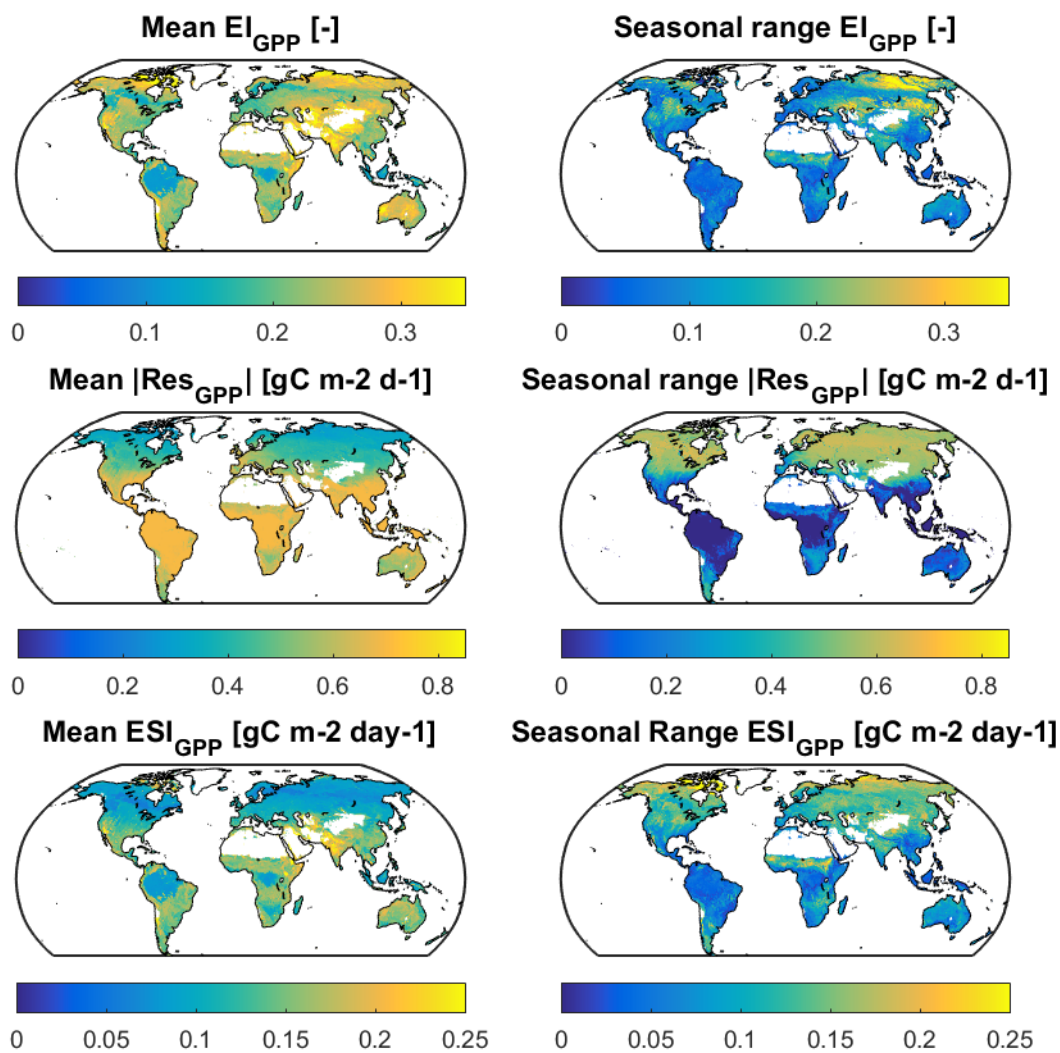 Mean EI_GPP [-]
Seasonal range EI_GPP [-]
0 0.1 0.2 0.3
0 0.1 0.2 0.3
Mean |Res_GPP| [gC m-2 d-1]
Seasonal range |Res_GPP| [gC m-2 d-1]
0 0.2 0.4 0.6 0.8
0 0.2 0.4 0.6 0.8
Mean ESI_GPP [gC m-2 day-1]
Seasonal Range ESI_GPP [gC m-2 day-1]
0 0.05 0.1 0.15 0.2 0.25
0 0.05 0.1 0.15 0.2 0.25